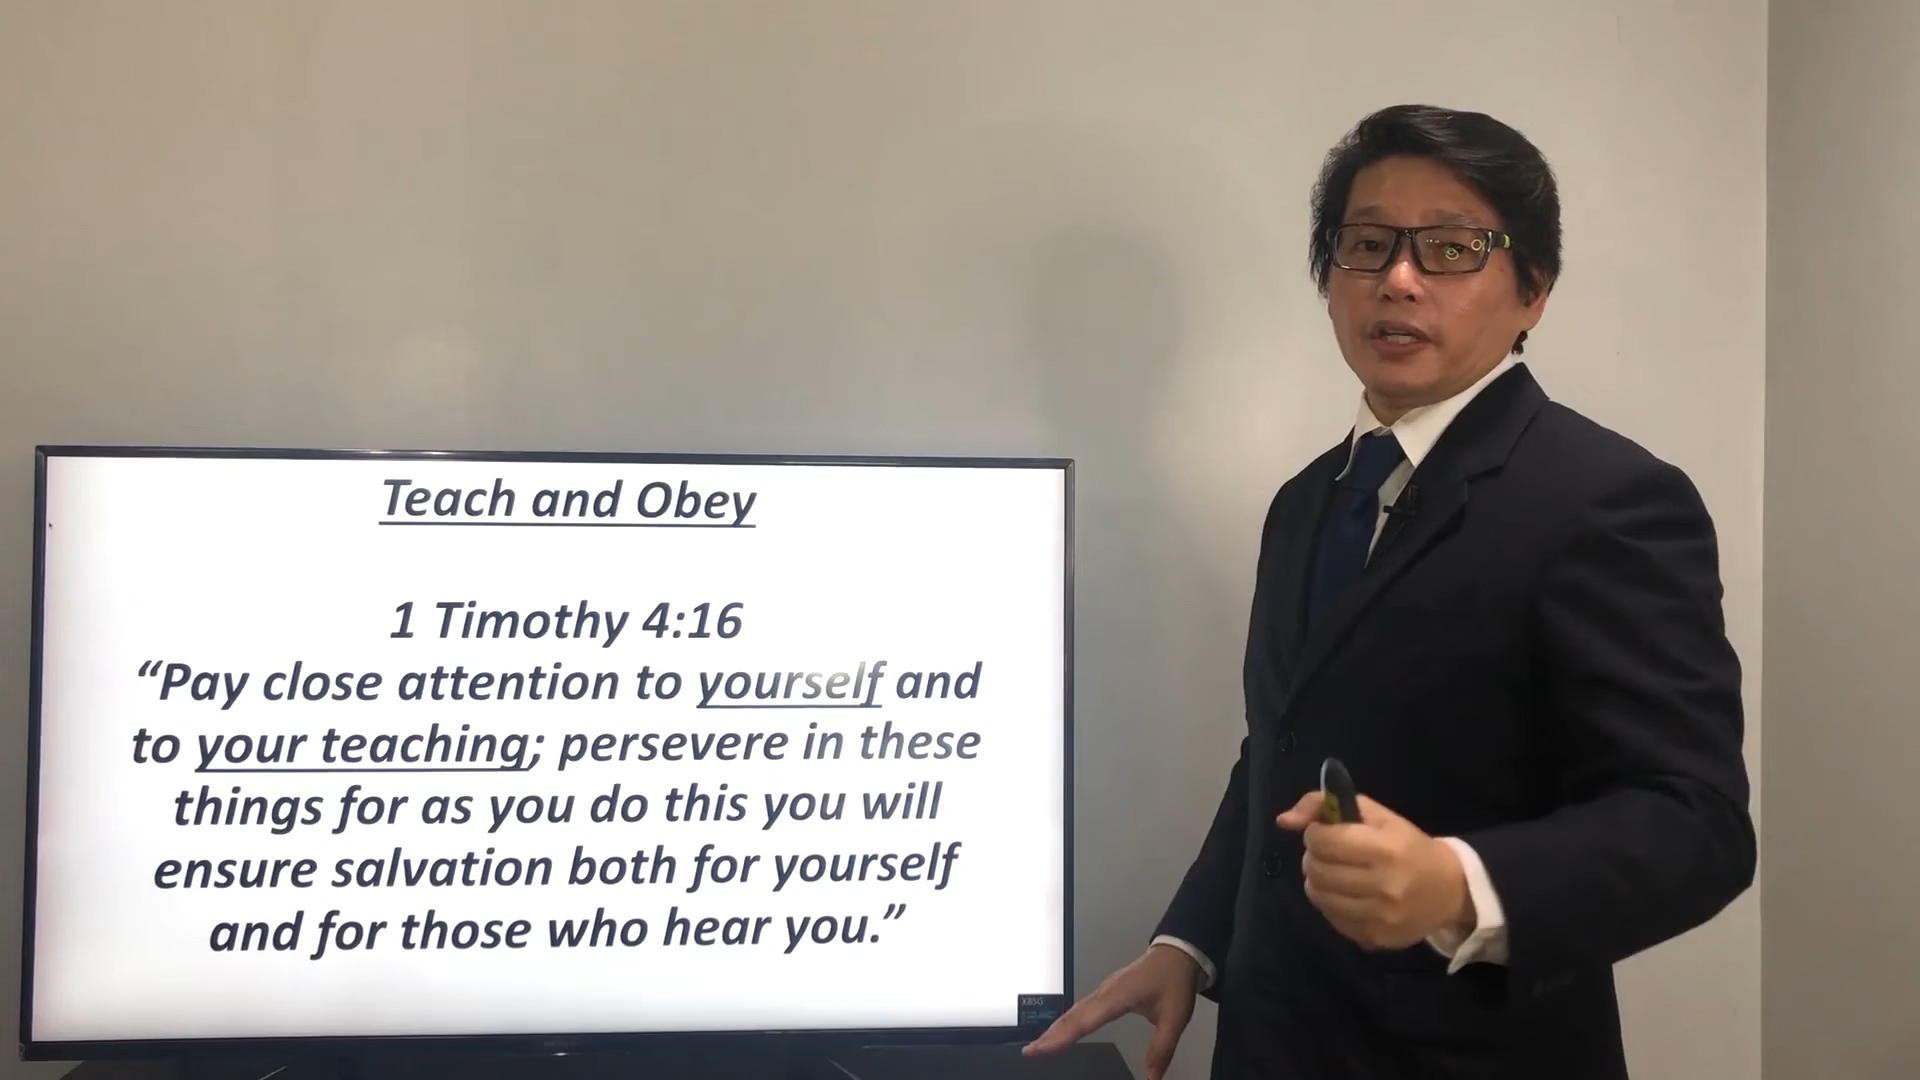 Teach and Obey
1 Timothy 4:16
“Pay close attention to yourself and
to your teaching; persevere in these
things for as you do this you will
ensure salvation both for yourself
and for those who hear you.”
X85G